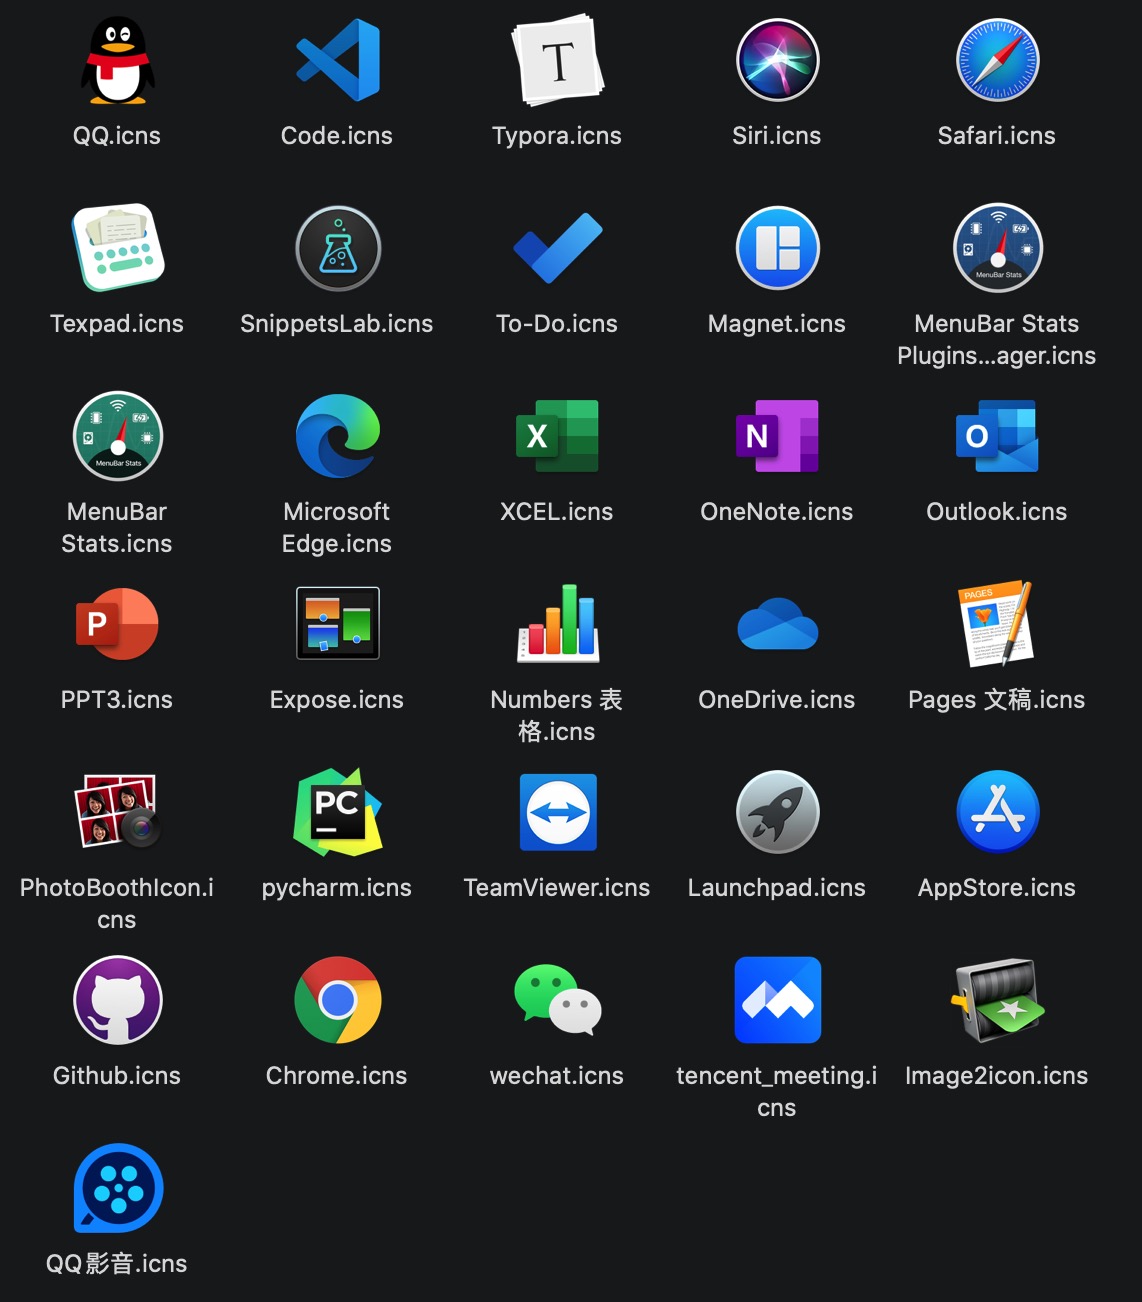 QQ.icns
Code.icns
T
Typora.icns
Siri.icns
Safari.icns
Texpad.icns
SnippetsLab.icns
To-Do.icns
Magnet.icns
MenuBar Stats
MenuBar Stats
Plugins...ager.icns
MenuBar Stats
MenuBar
Stats.icns
Microsoft
Edge.icns
X
XCEL.icns
N
OneNote.icns
O
Outlook.icns
P
PPT3.icns
Expose.icns
Numbers 表
格.icns
OneDrive.icns
PAGES
Pages 文稿.icns
PhotoBoothIcon.i
cns
PC
pycharm.icns
TeamViewer.icns
Launchpad.icns
AppStore.icns
Github.icns
Chrome.icns
wechat.icns
tencent_meeting.i
cns
Image2icon.icns
QQ影音.icns